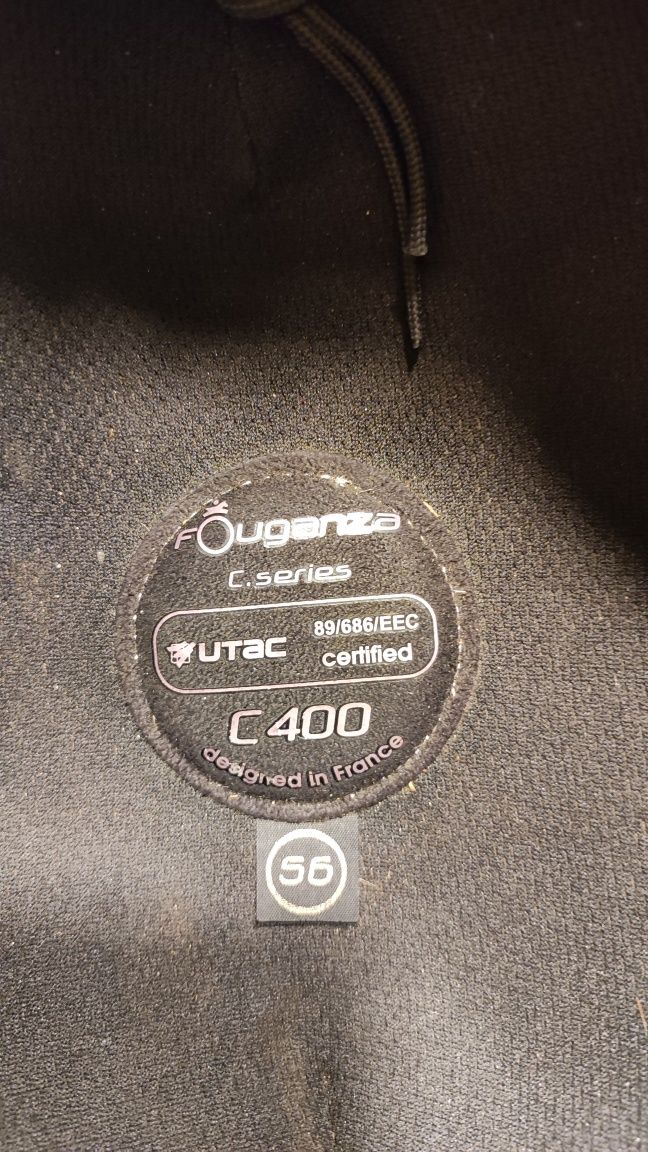 FOuganza
C.series
UTaC
89/686/EEC
certified
C400
designed in France
56